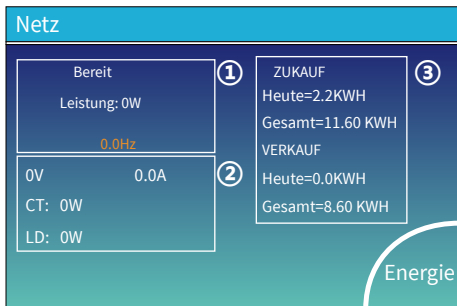 Netz
Bereit
Leistung: 0W
0.0Hz
①
0V 0.0A
CT: 0W
LD: 0W
②
ZUKAUF
Heute=2.2KWH
Gesamt=11.60 KWH
VERKAUF
Heute=0.0KWH
Gesamt=8.60 KWH
③
Energie